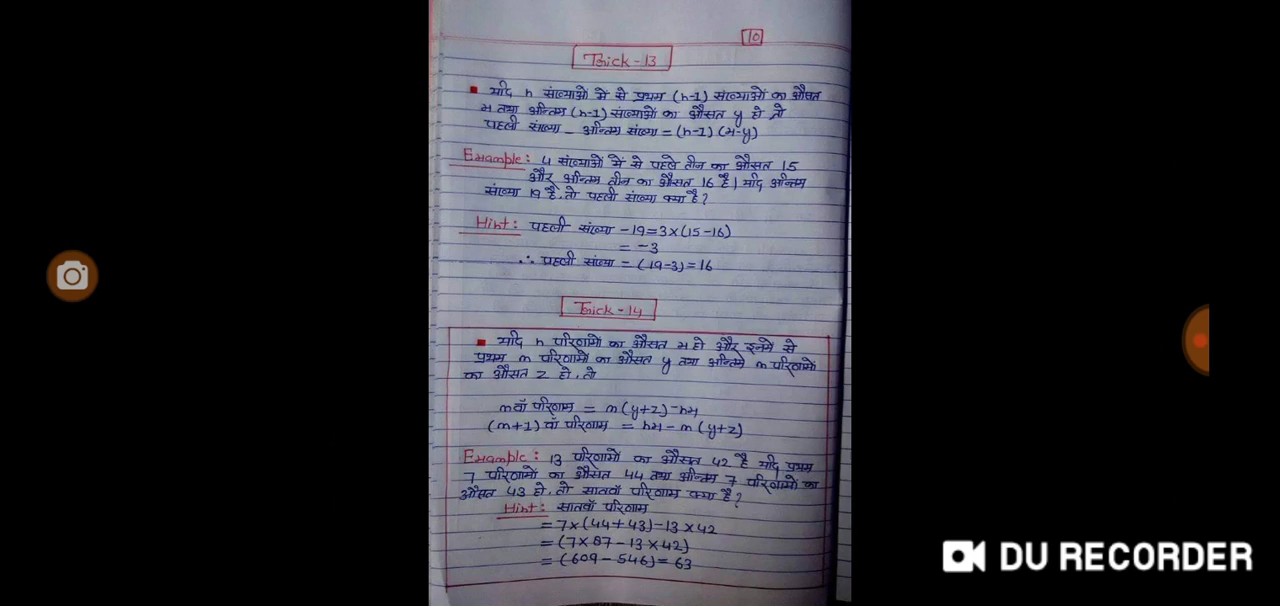 10
Trick-13
▪ यदि n संख्याओं में से प्रथम (n-1) संख्याओं का औसत
x तथा अन्तिम (n-1) संख्याओं का औसत y हो तो
पहली संख्या - अन्तिम संख्या = (n-1) (x-y)
Example: 4 संख्याओं में से पहले तीन का औसत 15
और अन्तिम तीन का औसत 16 है। यदि अन्तिम
संख्या 19 है, तो पहली संख्या क्या है?
Hint: पहली संख्या -19=3×(15-16)
= -3
∴ पहली संख्या = (19-3)=16
Trick-14
▪ यदि n परिणामों का औसत x हो और इनमें से
प्रथम m परिणामों का औसत y तथा अन्तिम m परिणामों
का औसत z हो, तो
mवाँ परिणाम = m(y+z)-nx
(m+1)वाँ परिणाम = nx-m(y+z)
Example: 13 परिणामों का औसत 42 है यदि प्रथम
7 परिणामों का औसत 44 तथा अन्तिम 7 परिणामों का
औसत 43 हो, तो सातवाँ परिणाम क्या है?
Hint: सातवाँ परिणाम
=7×(44+43)-13×42
=(7×87-13×42)
=(609-546)=63
DU RECORDER